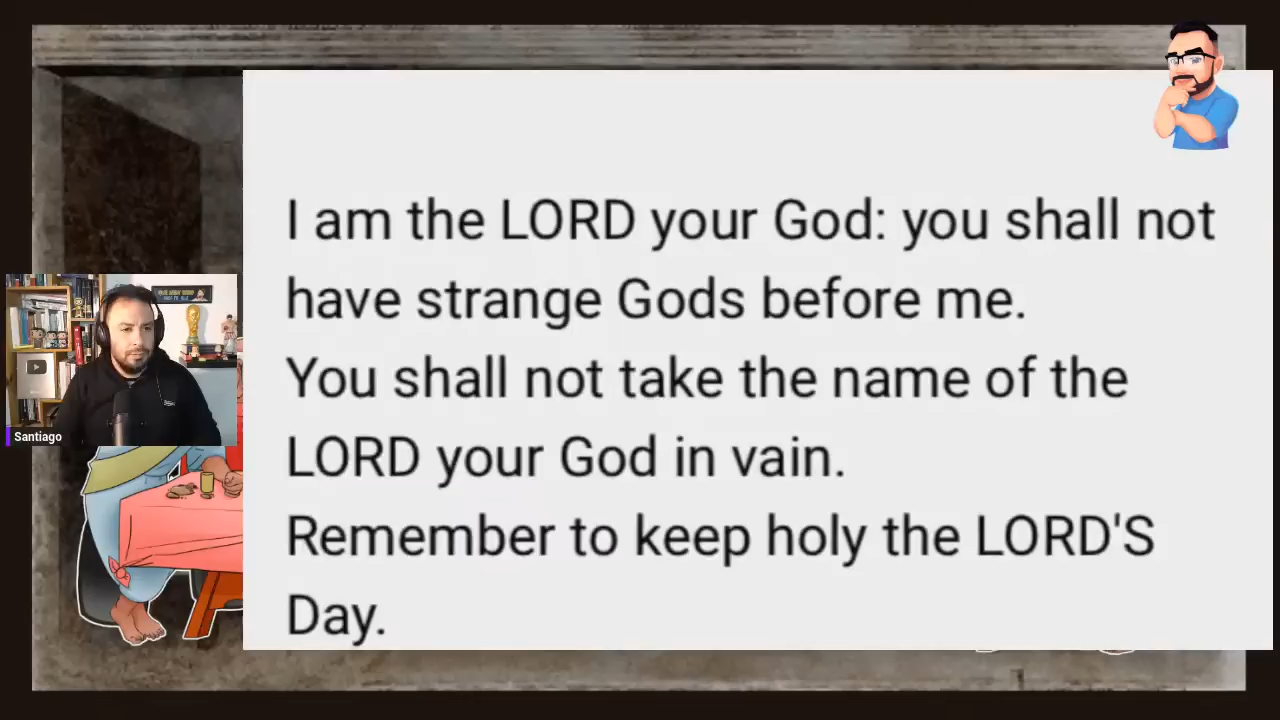 I am the LORD your God: you shall not
have strange Gods before me.
You shall not take the name of the
LORD your God in vain.
Remember to keep holy the LORD'S
Day.
Santiago